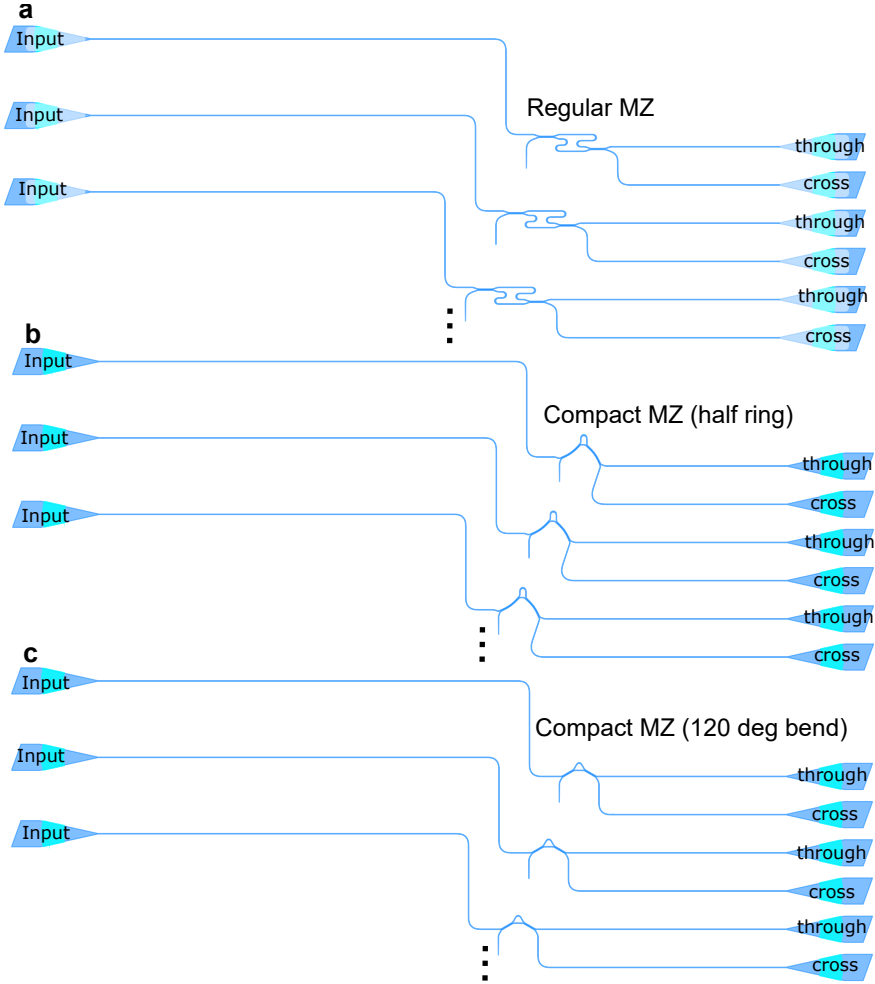 a
Input
Regular MZ
Input
through
Input
cross
through
cross
through
cross
b
Input
Compact MZ (half ring)
Input
through
cross
Input
through
cross
through
cross
c
Input
Compact MZ (120 deg bend)
Input
through
cross
Input
through
cross
through
cross